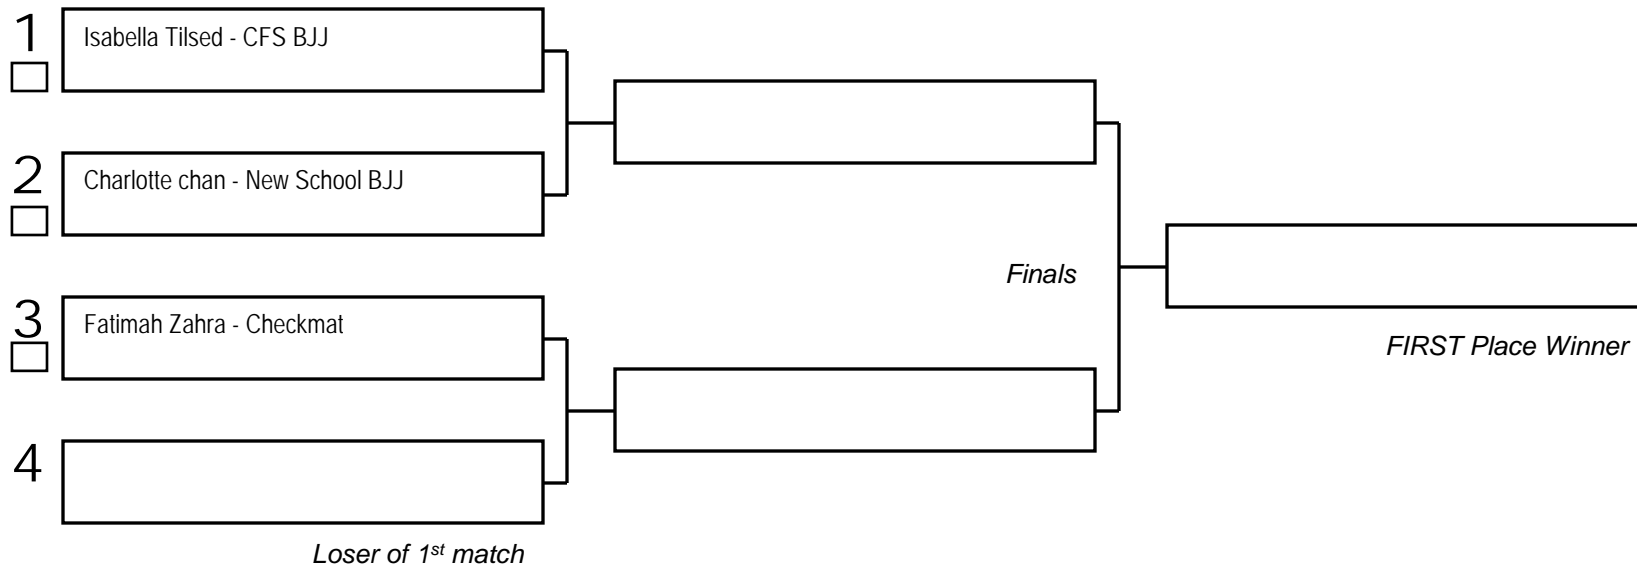 1
Isabella Tilsed - CFS BJJ
2
Charlotte chan - New School BJJ
Finals
3
Fatimah Zahra - Checkmat
FIRST Place Winner
4
Loser of 1st match